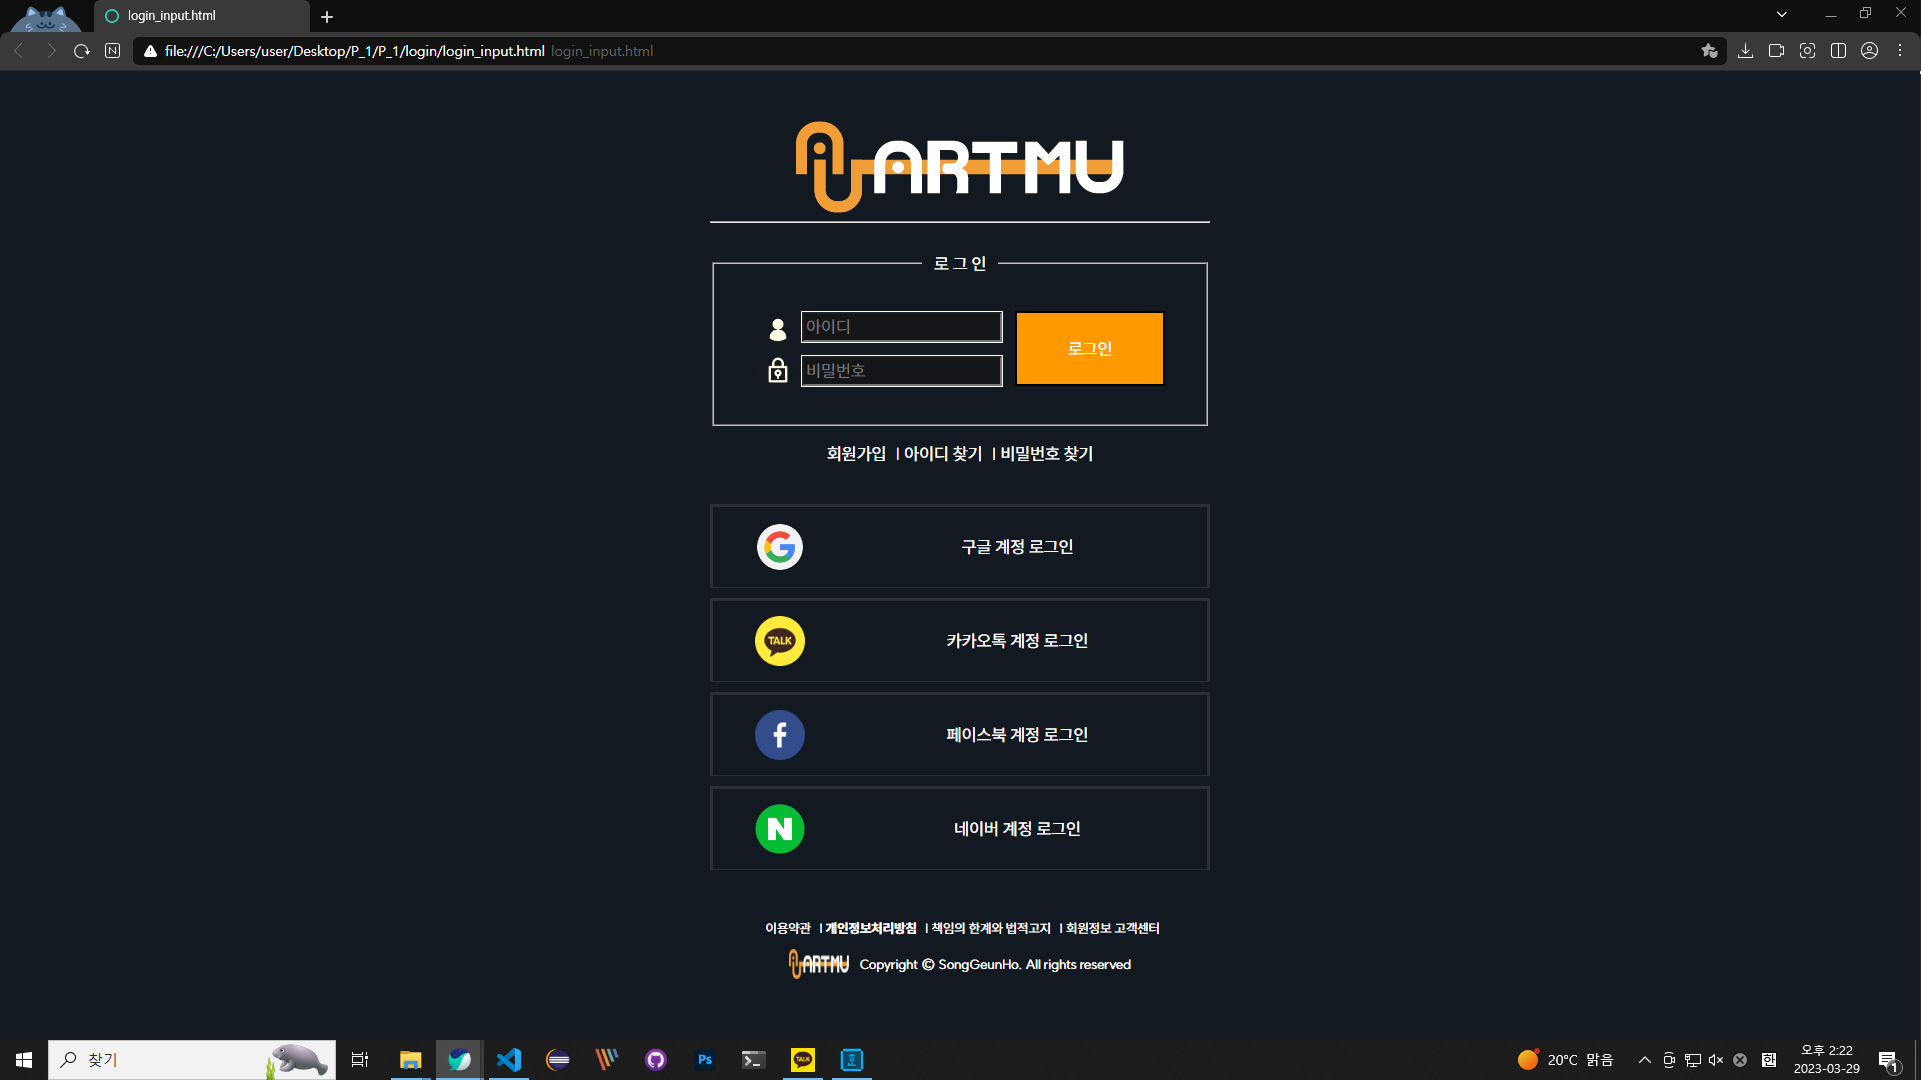 login_input.html
file:///C:/Users/user/Desktop/P_1/P_1/login/login_input.html login_input.html
ARTMU
로 그 인
아이디
비밀번호
로그인
회원가입 | 아이디 찾기 | 비밀번호 찾기
구글 계정 로그인
TALK
카카오톡 계정 로그인
페이스북 계정 로그인
N
네이버 계정 로그인
이용약관 | 개인정보처리방침 | 책임의 한계와 법적고지 | 회원정보 고객센터
ARTMU Copyright © SongGeunHo. All rights reserved
찾기
Ps
TALK
20°C 맑음
한
오후 2:22
2023-03-29
1